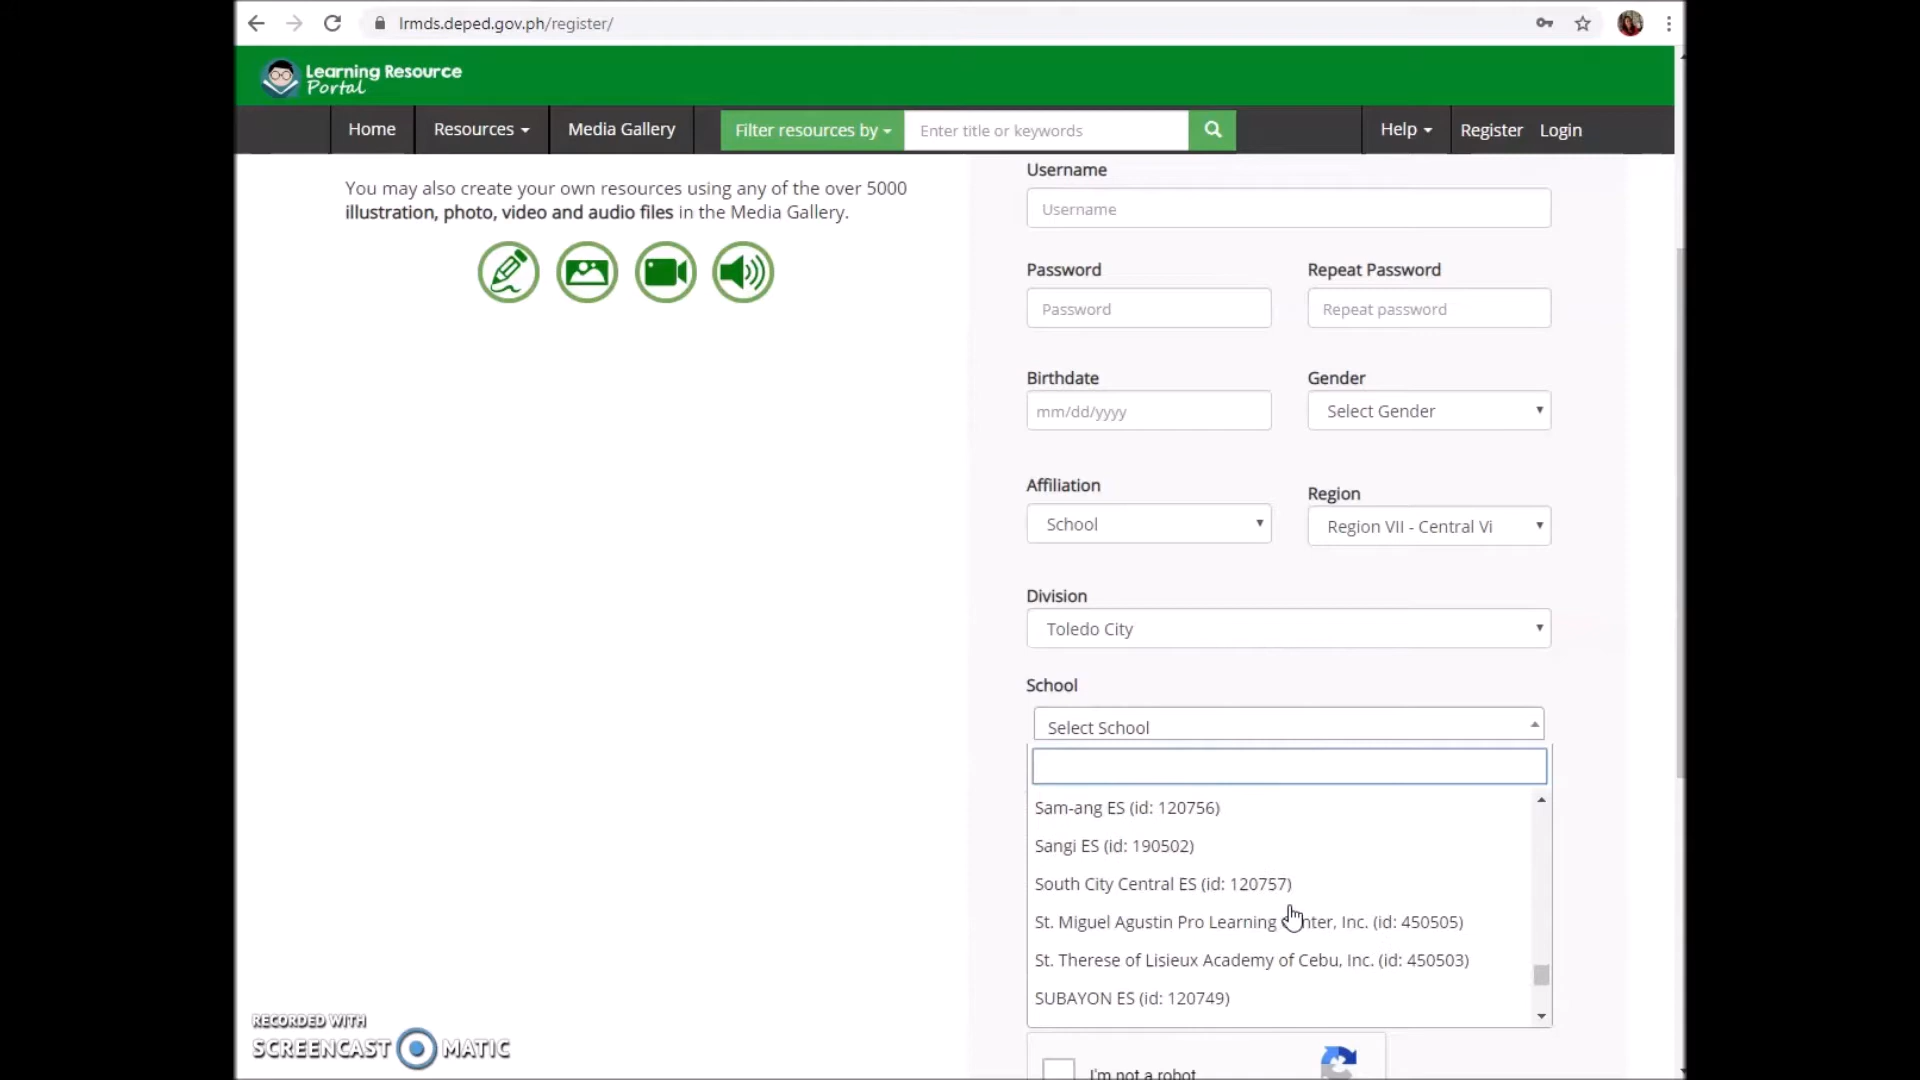 lrmds.deped.gov.ph/register/
Learning Resource
Portal
Home
Resources
Media Gallery
Filter resources by
Enter title or keywords
Help
Register
Login
You may also create your own resources using any of the over 5000
illustration, photo, video and audio files in the Media Gallery.
Username
Username
Password
Repeat Password
Password
Repeat password
Birthdate
Gender
mm/dd/yyyy
Select Gender
Affiliation
Region
School
Region VII - Central Vi
Division
Toledo City
School
Select School
Sam-ang ES (id: 120756)
Sangi ES (id: 190502)
South City Central ES (id: 120757)
St. Miguel Agustin Pro Learning Center, Inc. (id: 450505)
St. Therese of Lisieux Academy of Cebu, Inc. (id: 450503)
SUBAYON ES (id: 120749)
I'm not a robot
RECORDED WITH
SCREENCAST MATIC